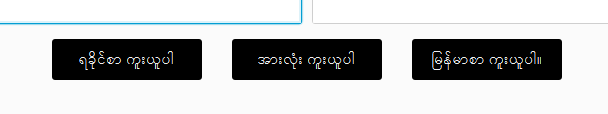 ရခိုင်စာ ကူးယူပါ
အားလုံး ကူးယူပါ
မြန်မာစာ ကူးယူပါ။